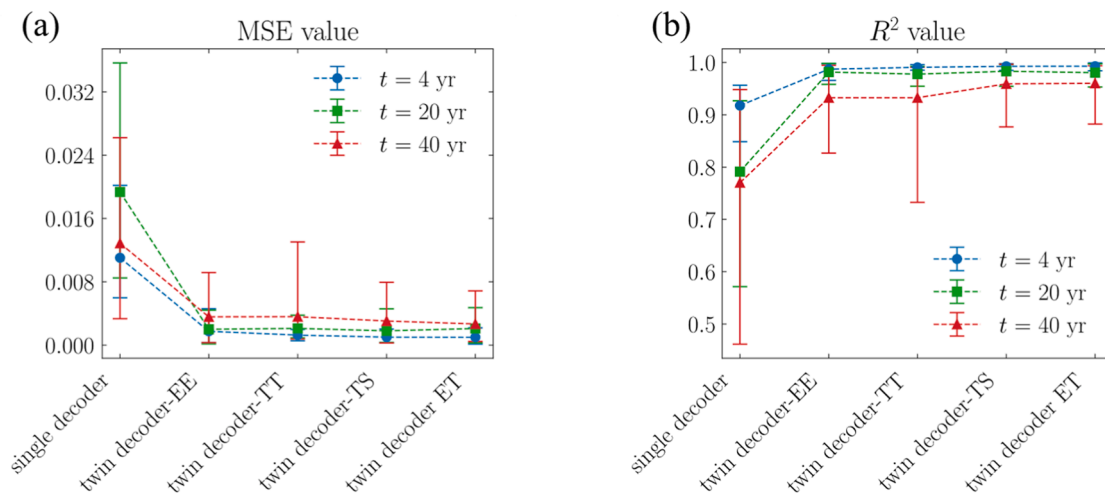 (a)
MSE value
0.032
0.024
0.016
0.008
0.000
t = 4 yr
t = 20 yr
t = 40 yr
single decoder
twin decoder-EE
twin decoder-TT
twin decoder-TS
twin decoder ET
(b)
R² value
1.0
0.9
0.8
0.7
0.6
0.5
t = 4 yr
t = 20 yr
t = 40 yr
single decoder
twin decoder-EE
twin decoder-TT
twin decoder-TS
twin decoder ET